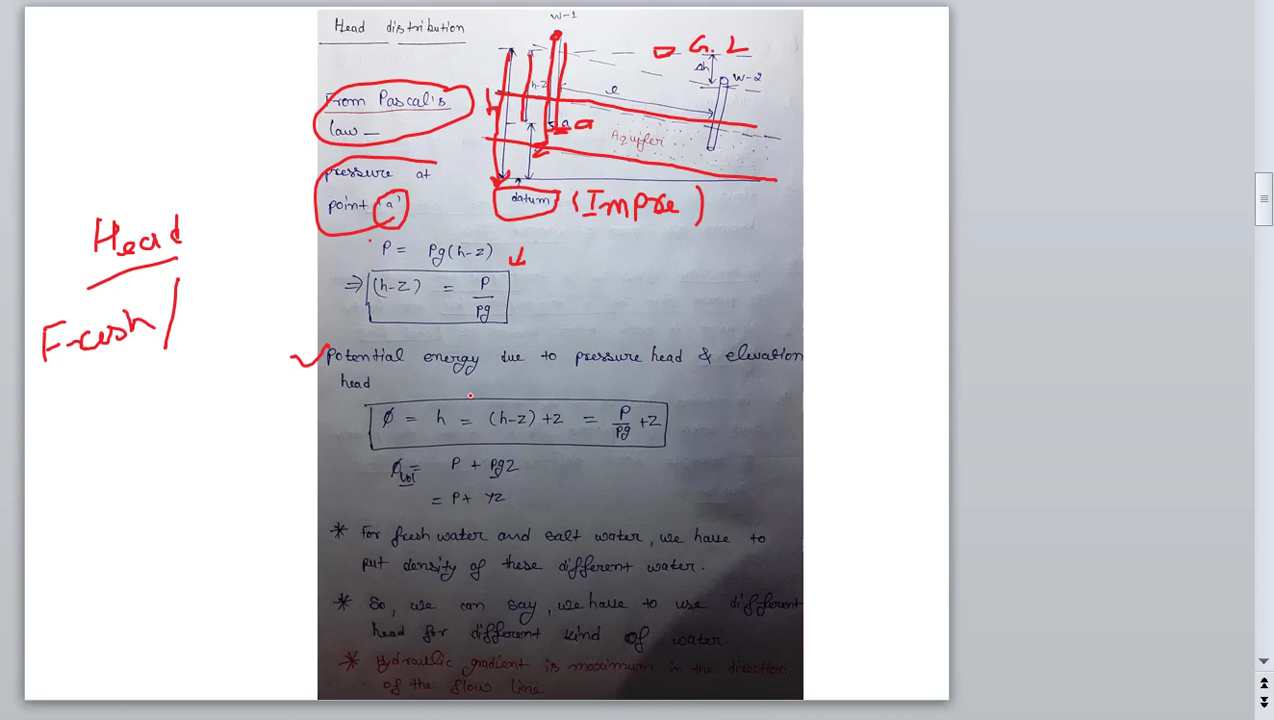 Head distribution
W-1
G.L
Δh
W-2
h-z
l
h
From Pascal's
law —
a
a
z
Aquifer
pressure at
point 'a'
datum (Impre)
P = ρg(h-z)
⇒ (h-z) = P/ρg
Potential energy due to pressure head & elevation
head
Ø = h = (h-z)+z = P/ρg + z
Øvol = P + ρgz
= P+ γz
* For fresh water and salt water, we have to
put density of these different water.
* So, we can say, we have to use different
head for different kind of water.
* Hydraulic gradient is maximum in the direction
of the flow line
Head
Fresh/